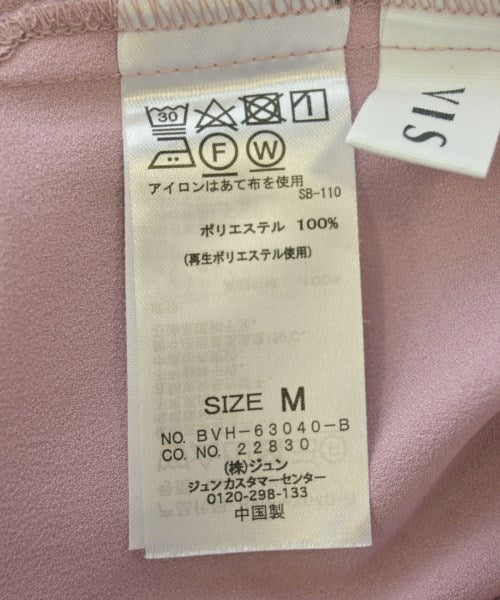 30
F W
アイロンはあて布を使用
SB-110
ポリエステル 100%
(再生ポリエステル使用)
SIZE M
NO. BVH-63040-B
CO. NO. 22830
(株)ジュン
ジュンカスタマーセンター
0120-298-133
中国製
VIS